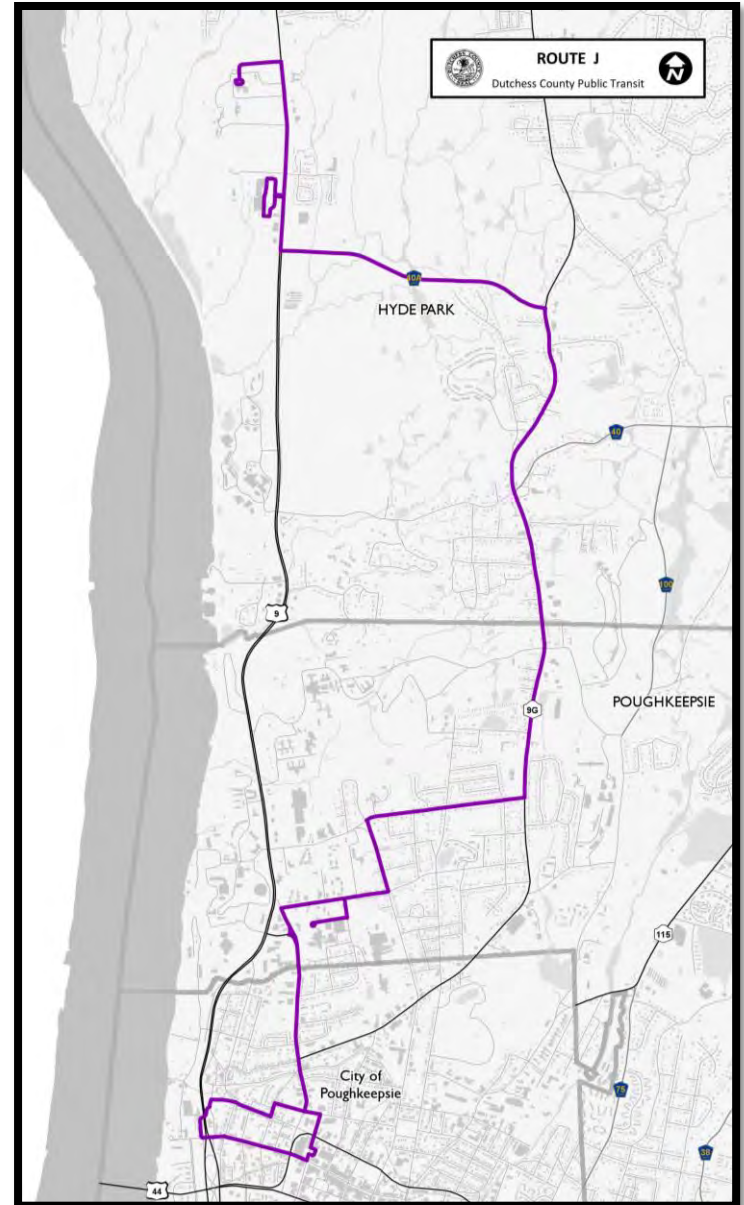 ROUTE J
Dutchess County Public Transit
N
40A
HYDE PARK
40
100
9
9G
POUGHKEEPSIE
115
City of
Poughkeepsie
75
38
44